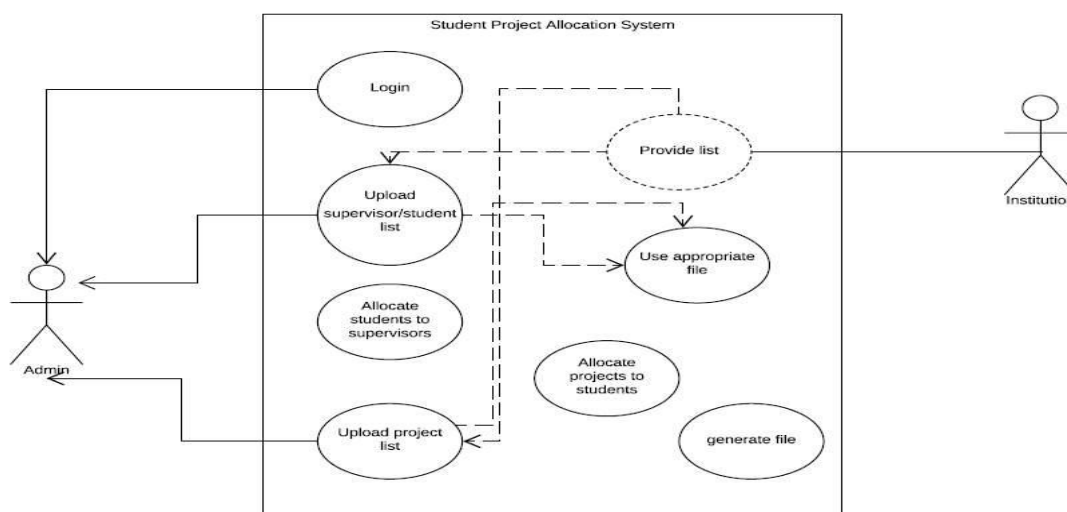 Student Project Allocation System
Login
Provide list
Upload
supervisor/student
list
Institutio
Use appropriate
file
Allocate
students to
supervisors
Admin
Allocate
projects to
students
Upload project
list
generate file